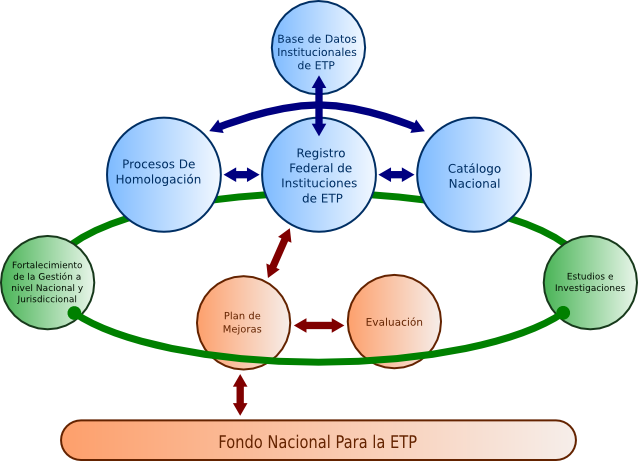 Base de Datos
Institucionales
de ETP
Procesos De
Homologación
Registro
Federal de
Instituciones
de ETP
Catálogo
Nacional
Fortalecimiento
de la Gestión a
nivel Nacional y
Jurisdiccional
Estudios e
Investigaciones
Plan de
Mejoras
Evaluación
Fondo Nacional Para la ETP